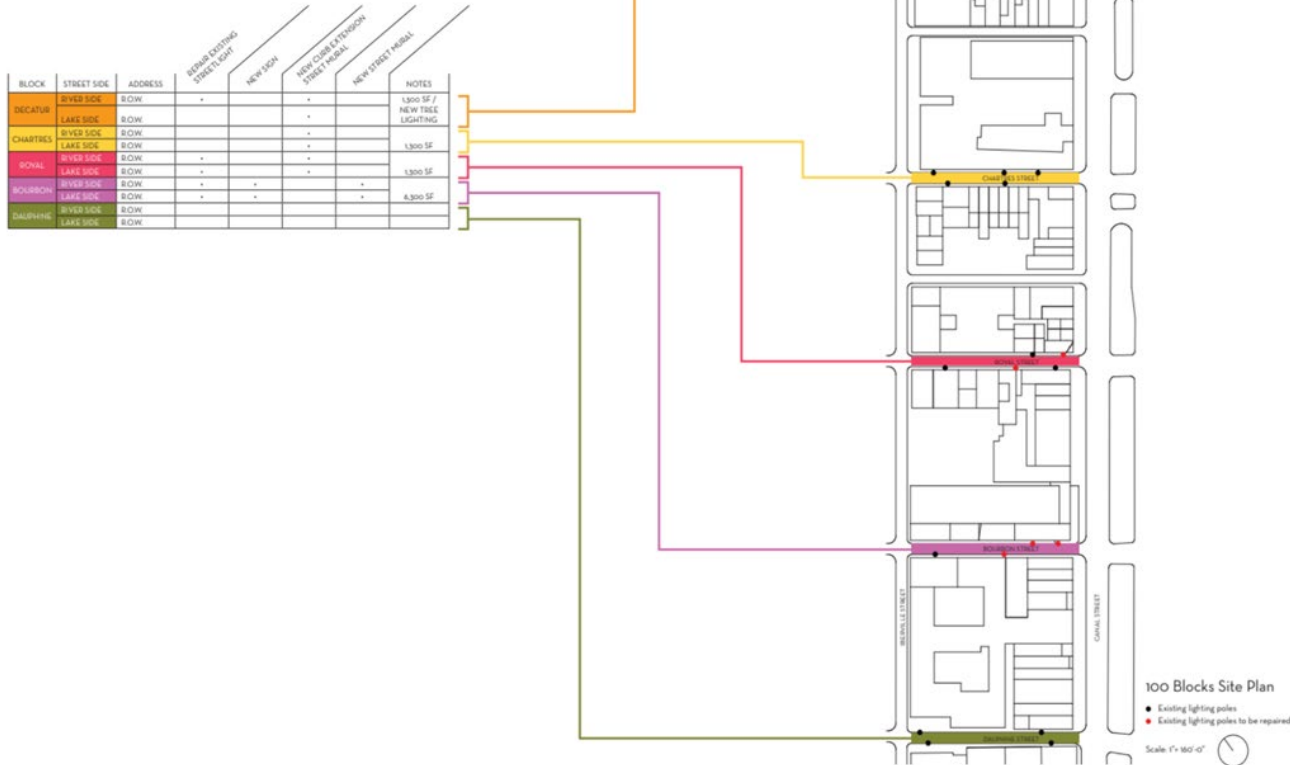 REPAIR EXISTING
STREETLIGHT
NEW SIGN
NEW CURB EXTENSION
STREET MURAL
NEW STREET MURAL
BLOCK STREET SIDE ADDRESS NOTES
DECATUR RIVER SIDE R.O.W. • • 1,300 SF /
NEW TREE
LAKE SIDE R.O.W. • LIGHTING
CHARTRES RIVER SIDE R.O.W. •
LAKE SIDE R.O.W. • 1,300 SF
ROYAL RIVER SIDE R.O.W. • •
LAKE SIDE R.O.W. • • 1,300 SF
BOURBON RIVER SIDE R.O.W. • • •
LAKE SIDE R.O.W. • • • 8,300 SF
DAUPHINE RIVER SIDE R.O.W.
LAKE SIDE R.O.W.
CHARTRES STREET
ROYAL STREET
BOURBON STREET
IBERVILLE STREET
CANAL STREET
DAUPHINE STREET
100 Blocks Site Plan
Existing lighting poles
Existing lighting poles to be repaired
Scale: 1"= 160'-0"